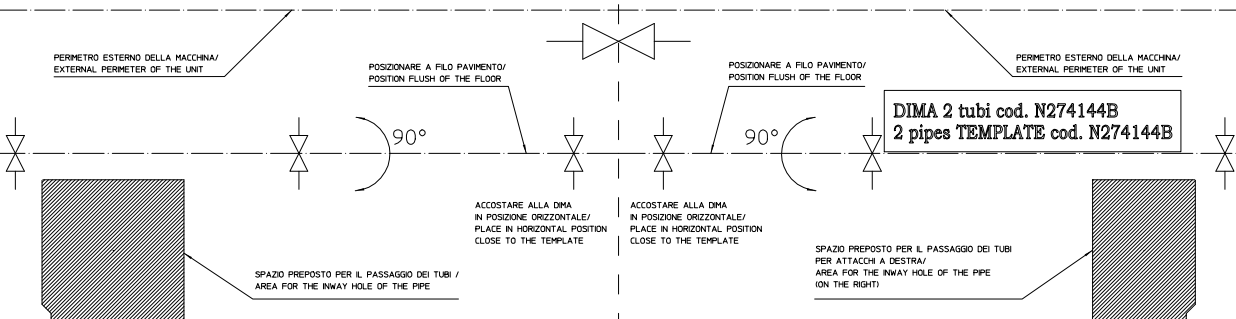 PERIMETRO ESTERNO DELLA MACCHINA/
EXTERNAL PERIMETER OF THE UNIT
POSIZIONARE A FILO PAVIMENTO/
POSITION FLUSH OF THE FLOOR
POSIZIONARE A FILO PAVIMENTO/
POSITION FLUSH OF THE FLOOR
PERIMETRO ESTERNO DELLA MACCHINA/
EXTERNAL PERIMETER OF THE UNIT
DIMA 2 tubi cod. N274144B
2 pipes TEMPLATE cod. N274144B
90°
90°
ACCOSTARE ALLA DIMA
IN POSIZIONE ORIZZONTALE/
PLACE IN HORIZONTAL POSITION
CLOSE TO THE TEMPLATE
ACCOSTARE ALLA DIMA
IN POSIZIONE ORIZZONTALE/
PLACE IN HORIZONTAL POSITION
CLOSE TO THE TEMPLATE
SPAZIO PREPOSTO PER IL PASSAGGIO DEI TUBI /
AREA FOR THE INWAY HOLE OF THE PIPE
SPAZIO PREPOSTO PER IL PASSAGGIO DEI TUBI
PER ATTACCHI A DESTRA/
AREA FOR THE INWAY HOLE OF THE PIPE
(ON THE RIGHT)